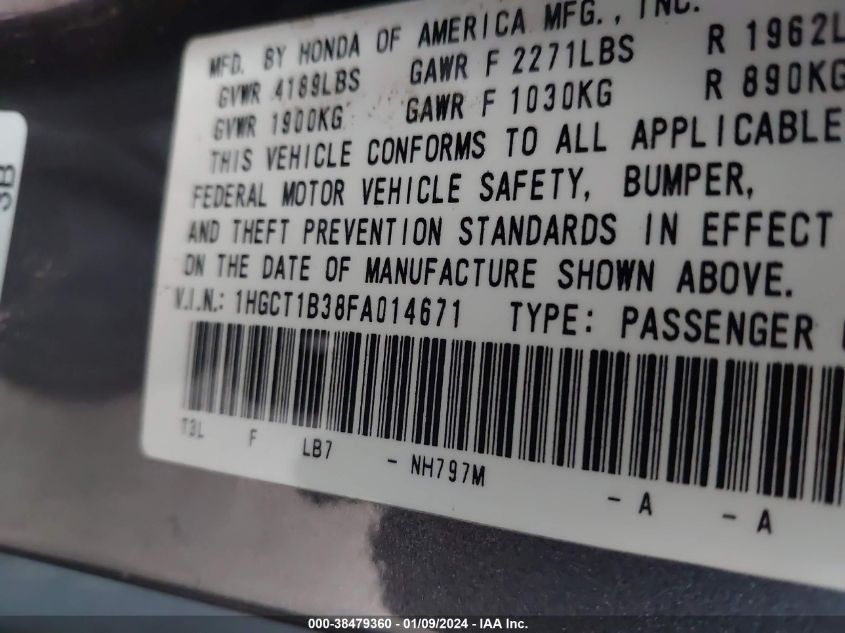 MFD. BY HONDA OF AMERICA MFG., INC.
GVWR 4189LBS GAWR F 2271LBS R 1962L
GVWR 1900KG GAWR F 1030KG R 890KG
THIS VEHICLE CONFORMS TO ALL APPLICABLE
FEDERAL MOTOR VEHICLE SAFETY, BUMPER,
AND THEFT PREVENTION STANDARDS IN EFFECT
ON THE DATE OF MANUFACTURE SHOWN ABOVE.
V.I.N.: 1HGCT1B38FA014671 TYPE: PASSENGER
T3L F LB7 - NH797M - A - A
3B
000-38479360 - 01/09/2024 - IAA Inc.